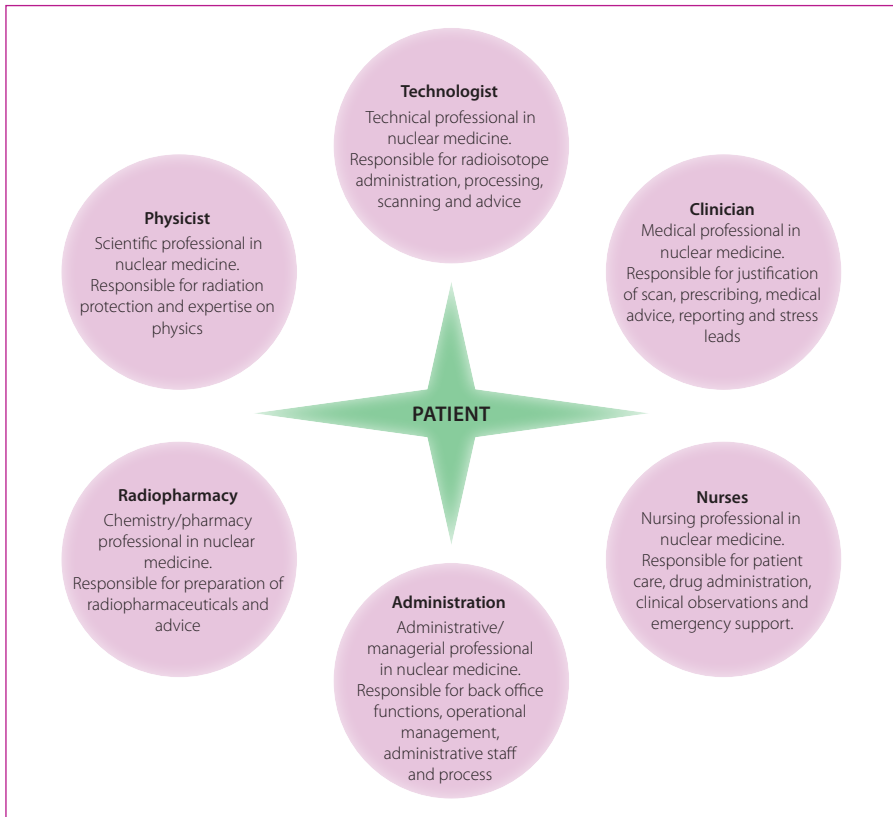 Technologist
Technical professional in
nuclear medicine.
Responsible for radioisotope
administration, processing,
scanning and advice
Physicist
Scientific professional in
nuclear medicine.
Responsible for radiation
protection and expertise on
physics
Clinician
Medical professional in
nuclear medicine.
Responsible for justification
of scan, prescribing, medical
advice, reporting and stress
leads
PATIENT
Radiopharmacy
Chemistry/pharmacy
professional in nuclear
medicine.
Responsible for preparation of
radiopharmaceuticals and
advice
Nurses
Nursing professional in
nuclear medicine.
Responsible for patient
care, drug administration,
clinical observations and
emergency support.
Administration
Administrative/
managerial professional
in nuclear medicine.
Responsible for back office
functions, operational
management,
administrative staff
and process